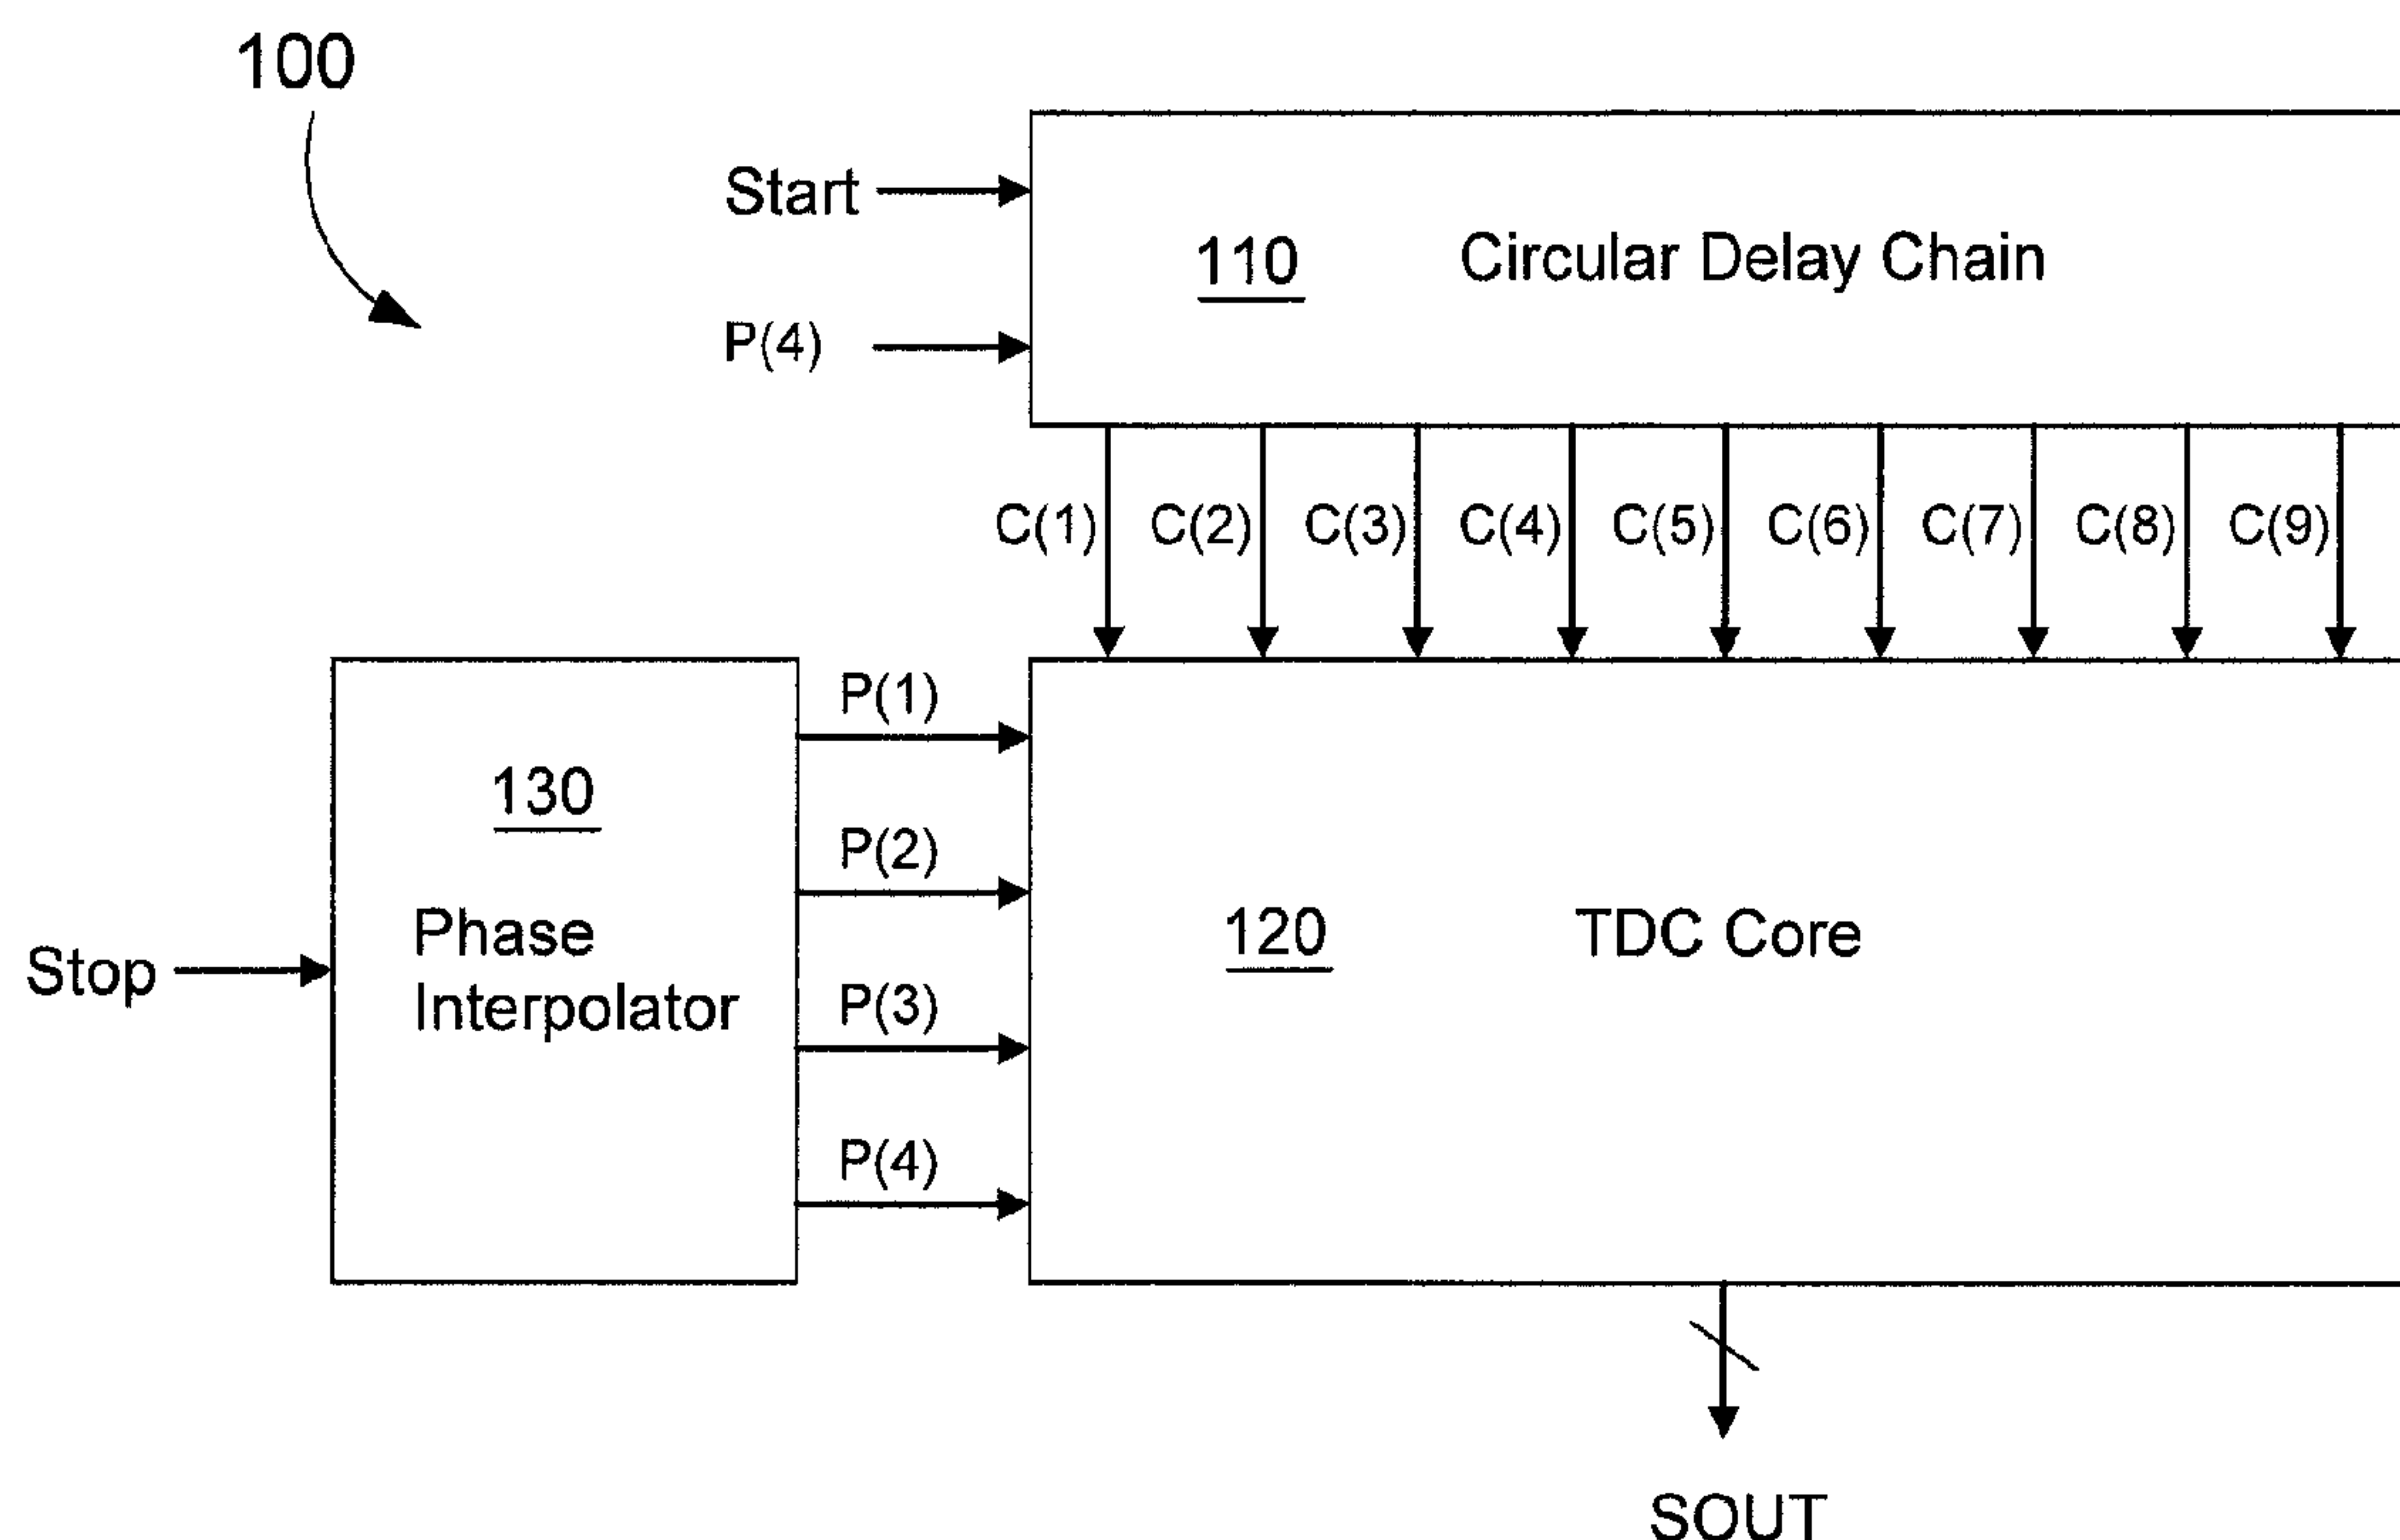 100
Start
110 Circular Delay Chain
P(4)
C(1) C(2) C(3) C(4) C(5) C(6) C(7) C(8) C(9)
P(1)
130
P(2)
Phase
Interpolator
120 TDC Core
Stop
P(3)
P(4)
SOUT